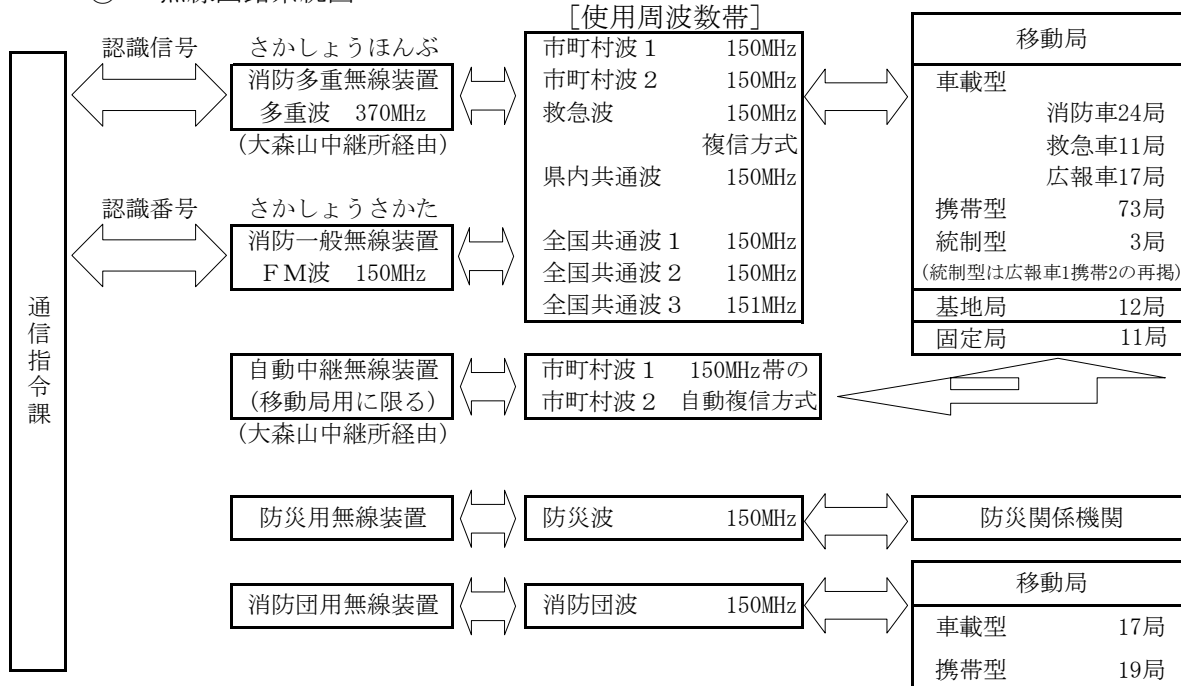 無線回路系統図
[使用周波数帯]
通信指令課
認識信号
さかしょうほんぶ
消防多重無線装置
多重波 370MHz
(大森山中継所経由)
認識番号
さかしょうさかた
消防一般無線装置
FM波 150MHz
市町村波1 150MHz
市町村波2 150MHz
救急波 150MHz
複信方式
県内共通波 150MHz
全国共通波1 150MHz
全国共通波2 150MHz
全国共通波3 151MHz
移動局
車載型
消防車24局
救急車11局
広報車17局
携帯型 73局
統制型 3局
(統制型は広報車1携帯2の再掲)
基地局 12局
固定局 11局
自動中継無線装置
(移動局用に限る)
(大森山中継所経由)
市町村波1 150MHz帯の
市町村波2 自動複信方式
防災用無線装置
防災波 150MHz
防災関係機関
消防団用無線装置
消防団波 150MHz
移動局
車載型 17局
携帯型 19局